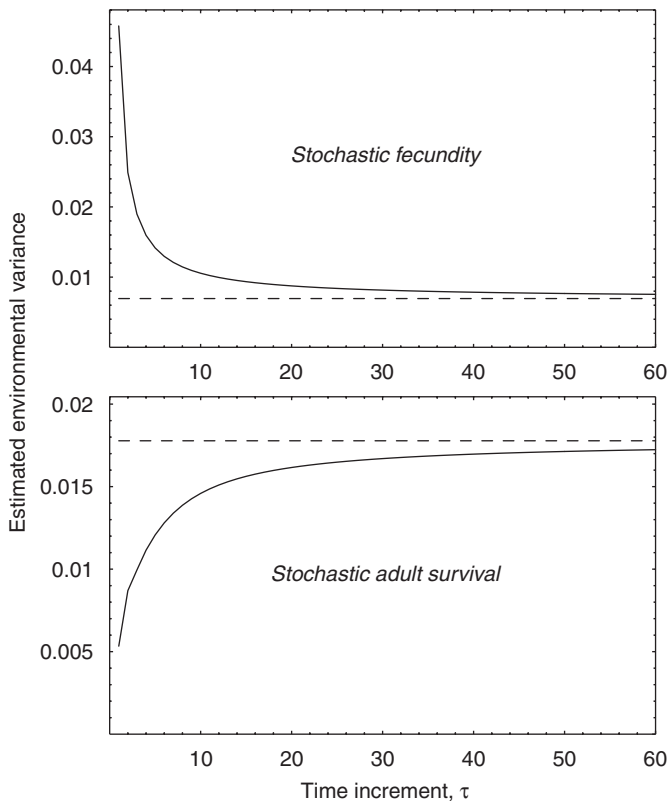 0.04
0.03
0.02
0.01
Stochastic fecundity
10 20 30 40 50 60
Estimated environmental variance
0.02
0.015
0.01
0.005
Stochastic adult survival
10 20 30 40 50 60
Time increment, τ